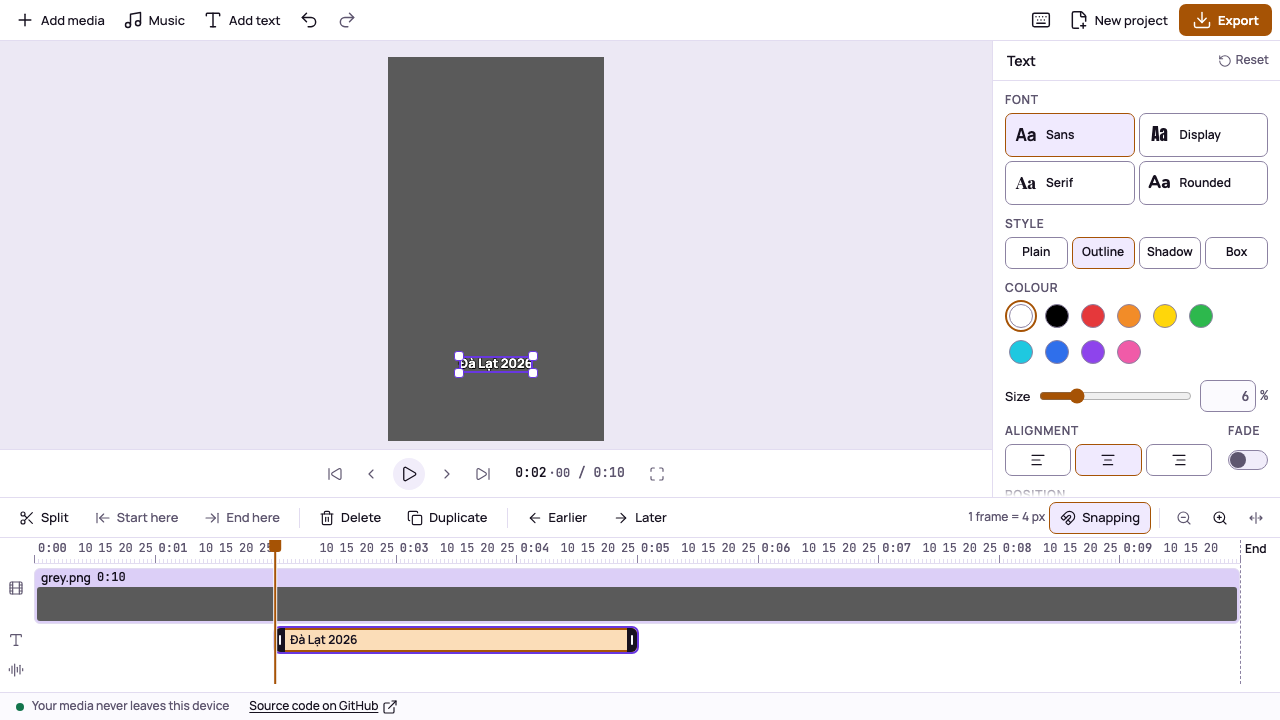 Add media
Music
Add text
New project
Export
Text
Reset
FONT
Aa Sans
Aa Display
Aa Serif
Aa Rounded
STYLE
Plain
Outline
Shadow
Box
COLOUR
Size
6
%
ALIGNMENT
FADE
POSITION
Đà Lạt 2026
0:02·00 / 0:10
Split
Start here
End here
Delete
Duplicate
Earlier
Later
1 frame = 4 px
Snapping
0:00 10 15 20 25 0:01 10 15 20 25 10 15 20 25 0:03 10 15 20 25 0:04 10 15 20 25 0:05 10 15 20 25 0:06 10 15 20 25 0:07 10 15 20 25 0:08 10 15 20 25 0:09 10 15 20 End
grey.png 0:10
Đà Lạt 2026
Your media never leaves this device
Source code on GitHub